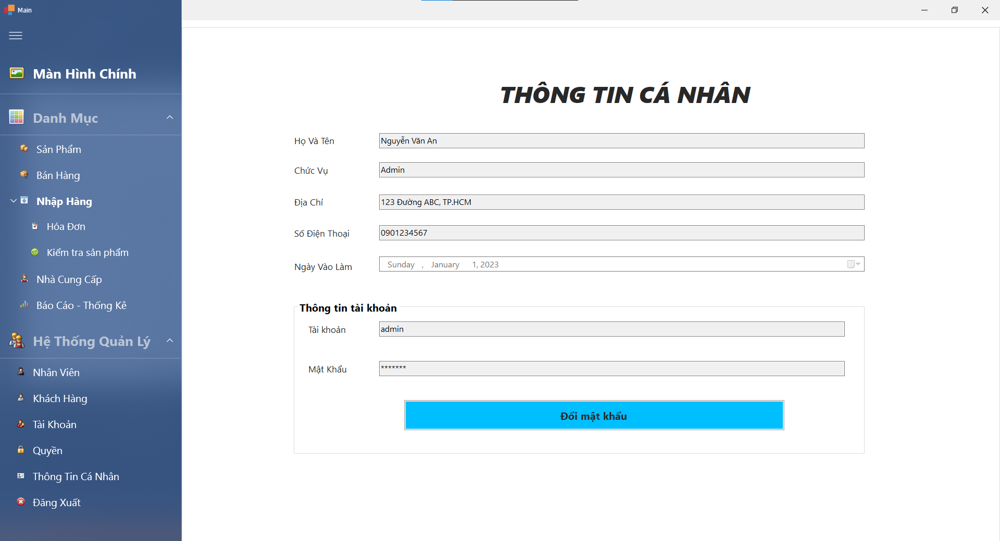 Main
Màn Hình Chính
Danh Mục
Sản Phẩm
Bán Hàng
Nhập Hàng
Hóa Đơn
Kiểm tra sản phẩm
Nhà Cung Cấp
Báo Cáo - Thống Kê
Hệ Thống Quản Lý
Nhân Viên
Khách Hàng
Tài Khoản
Quyền
Thông Tin Cá Nhân
Đăng Xuất
THÔNG TIN CÁ NHÂN
Họ Và Tên Nguyễn Văn An
Chức Vụ Admin
Địa Chỉ 123 Đường ABC, TP.HCM
Số Điện Thoại 0901234567
Ngày Vào Làm Sunday , January 1, 2023
Thông tin tài khoản
Tài khoản admin
Mật Khẩu *******
Đổi mật khẩu